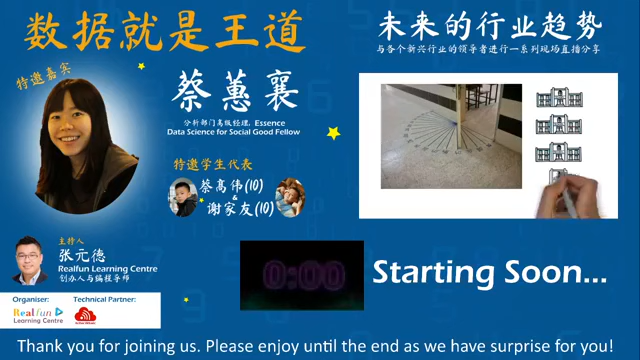 数据就是王道
未来的行业趋势
与各个新兴行业的领导者进行一系列现场直播分享
特邀嘉宾
蔡蕙襄
分析部门高级经理, Essence
Data Science for Social Good Fellow
特邀学生代表
蔡高伟(10)
&
谢家友(10)
主持人
张元德
Realfun Learning Centre
创办人与编程导师
0:00
Starting Soon...
Organiser:
Technical Partner:
Realfun
Learning Centre
Thank you for joining us. Please enjoy until the end as we have surprise for you!